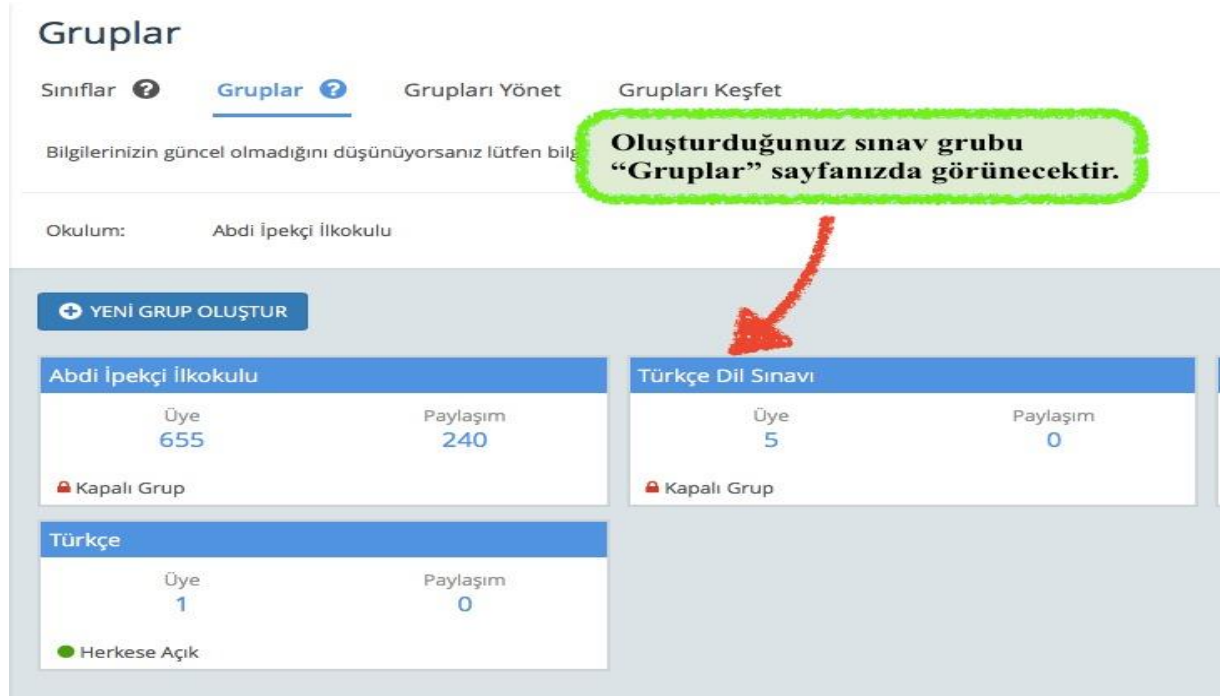 Gruplar
Sınıflar ? Gruplar ? Grupları Yönet Grupları Keşfet
Bilgilerinizin güncel olmadığını düşünüyorsanız lütfen
Oluşturduğunuz sınav grubu
“Gruplar” sayfanızda görünecektir.
Okulum: Abdi İpekçi İlkokulu
YENİ GRUP OLUŞTUR
Abdi İpekçi İlkokulu
Üye Paylaşım
655 240
Kapalı Grup
Türkçe Dil Sınavı
Üye Paylaşım
5 0
Kapalı Grup
Türkçe
Üye Paylaşım
1 0
Herkese Açık